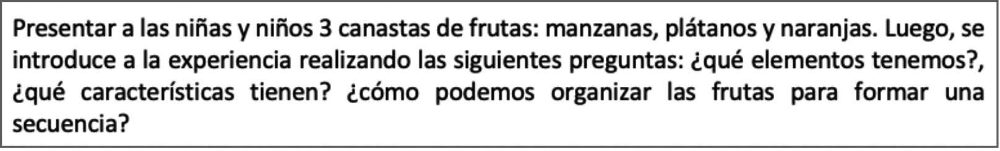 Presentar a las niñas y niños 3 canastas de frutas: manzanas, plátanos y naranjas. Luego, se
introduce a la experiencia realizando las siguientes preguntas: ¿qué elementos tenemos?,
¿qué características tienen? ¿cómo podemos organizar las frutas para formar una
secuencia?